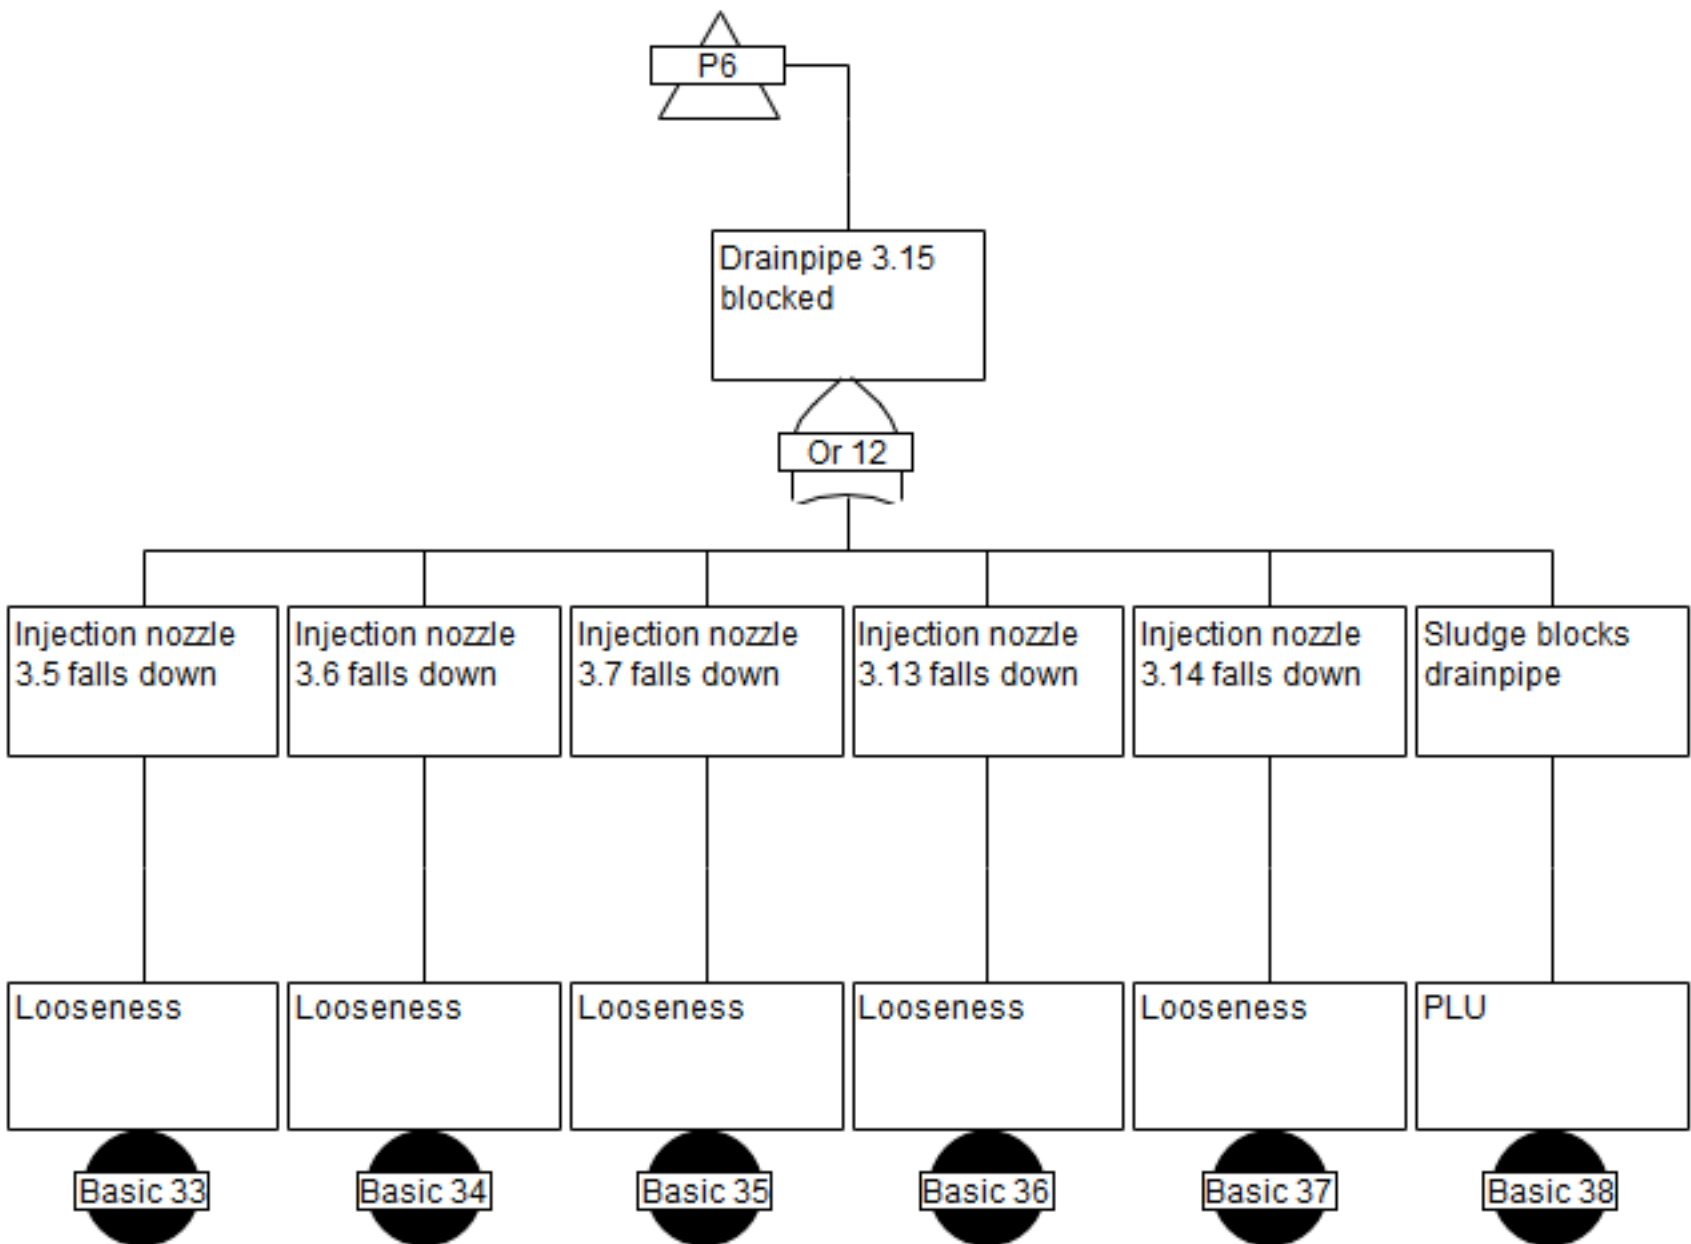 P6
Drainpipe 3.15
blocked
Or 12
Injection nozzle
3.5 falls down
Injection nozzle
3.6 falls down
Injection nozzle
3.7 falls down
Injection nozzle
3.13 falls down
Injection nozzle
3.14 falls down
Sludge blocks
drainpipe
Looseness
Looseness
Looseness
Looseness
Looseness
PLU
Basic 33
Basic 34
Basic 35
Basic 36
Basic 37
Basic 38